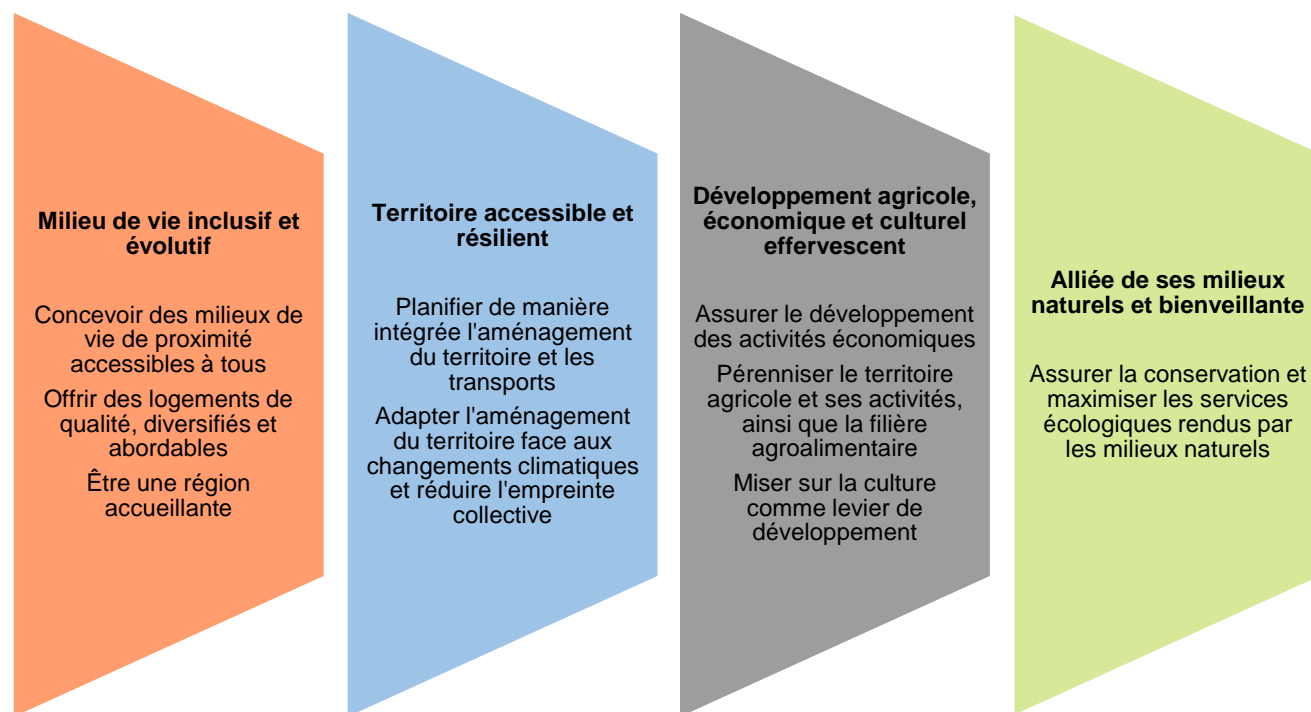 Milieu de vie inclusif et
évolutif
Concevoir des milieux de
vie de proximité
accessibles à tous
Offrir des logements de
qualité, diversifiés et
abordables
Être une région
accueillante
Territoire accessible et
résilient
Planifier de manière
intégrée l'aménagement
du territoire et les
transports
Adapter l'aménagement
du territoire face aux
changements climatiques
et réduire l'empreinte
collective
Développement agricole,
économique et culturel
effervescent
Assurer le développement
des activités économiques
Pérenniser le territoire
agricole et ses activités,
ainsi que la filière
agroalimentaire
Miser sur la culture
comme levier de
développement
Alliée de ses milieux
naturels et bienveillante
Assurer la conservation et
maximiser les services
écologiques rendus par
les milieux naturels